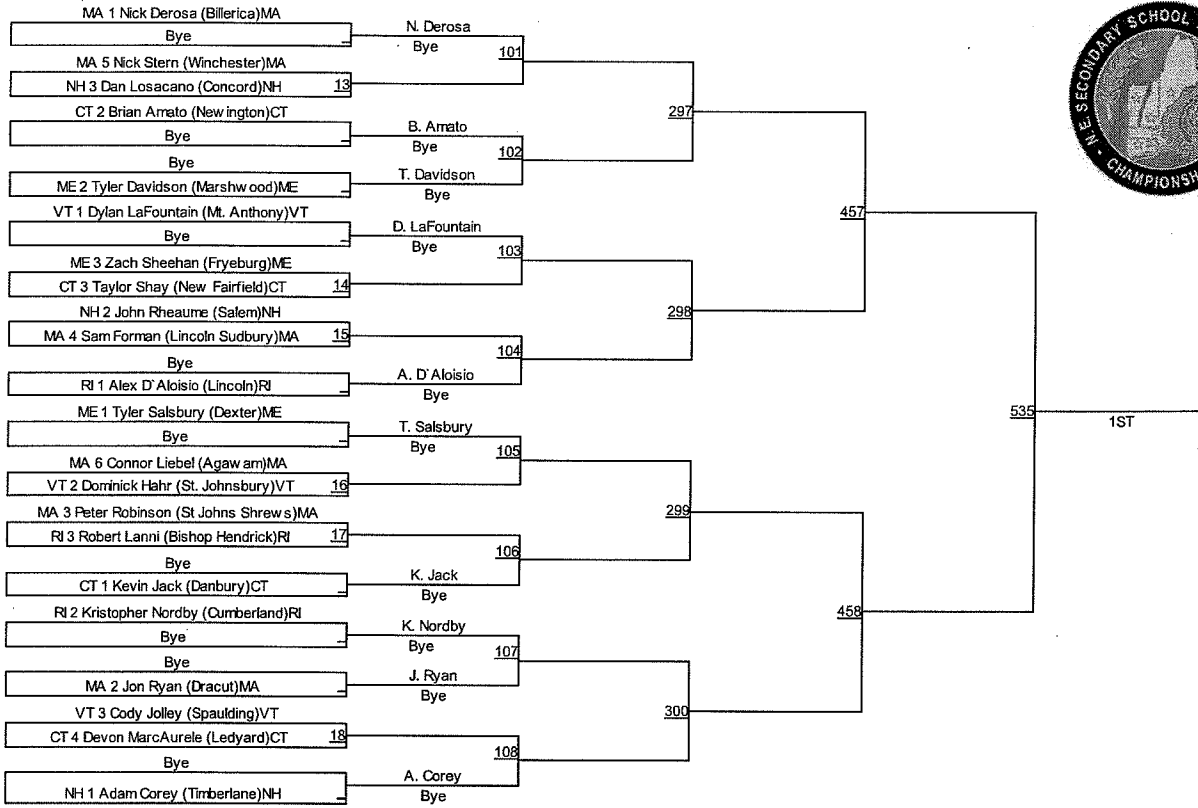 MA 1 Nick Derosa (Billerica)MA
Bye
MA 5 Nick Stern (Winchester)MA
NH 3 Dan Losacano (Concord)NH 13
CT 2 Brian Amato (Newington)CT
Bye
Bye
ME 2 Tyler Davidson (Marshwood)ME
VT 1 Dylan LaFountain (Mt. Anthony)VT
Bye
ME 3 Zach Sheehan (Fryeburg)ME
CT 3 Taylor Shay (New Fairfield)CT 14
NH 2 John Rheaume (Salem)NH
MA 4 Sam Forman (Lincoln Sudbury)MA 15
Bye
RI 1 Alex D`Aloisio (Lincoln)RI
ME 1 Tyler Salsbury (Dexter)ME
Bye
MA 6 Connor Liebel (Agawam)MA
VT 2 Dominick Hahr (St. Johnsbury)VT 16
MA 3 Peter Robinson (St Johns Shrews)MA
RI 3 Robert Lanni (Bishop Hendrick)RI 17
Bye
CT 1 Kevin Jack (Danbury)CT
RI 2 Kristopher Nordby (Cumberland)RI
Bye
Bye
MA 2 Jon Ryan (Dracut)MA
VT 3 Cody Jolley (Spaulding)VT
CT 4 Devon MarcAurele (Ledyard)CT 18
Bye
NH 1 Adam Corey (Timberlane)NH
N. Derosa
Bye
101
B. Amato
Bye
102
T. Davidson
Bye
D. LaFountain
Bye
103
104
A. D`Aloisio
Bye
T. Salsbury
Bye
105
106
K. Jack
Bye
K. Nordby
Bye
107
J. Ryan
Bye
108
A. Corey
Bye
297
298
299
300
457
458
535
1ST
N.E. SECONDARY SCHOOL